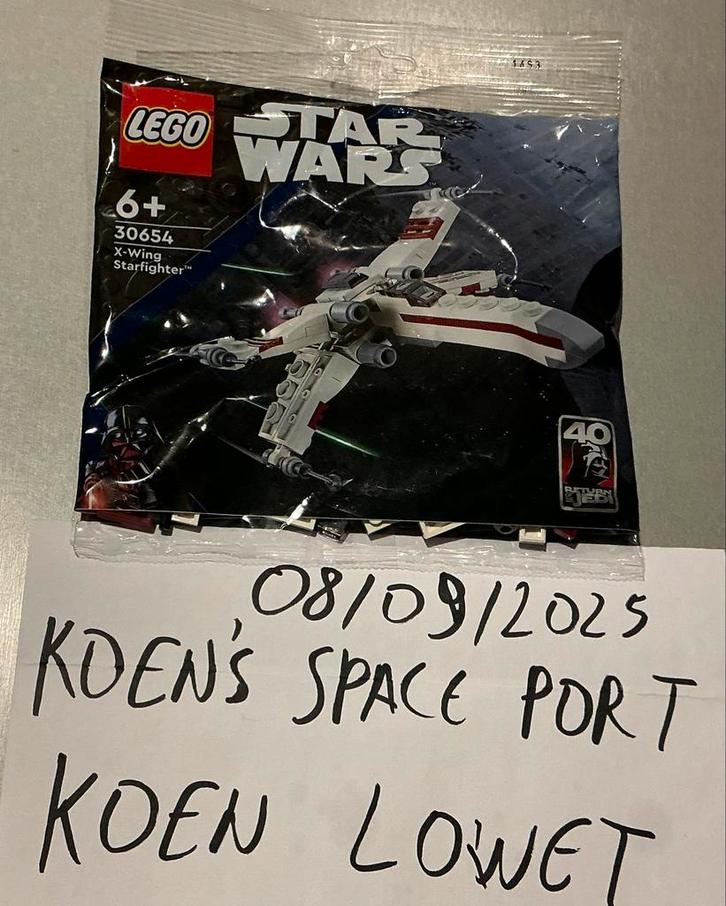 1453
LEGO
STAR
WARS
6+
30654
X-Wing
Starfighter™
40
RETURN
OF THE
JEDI
08/09/2025
KOEN'S SPACE PORT
KOEN LOWET